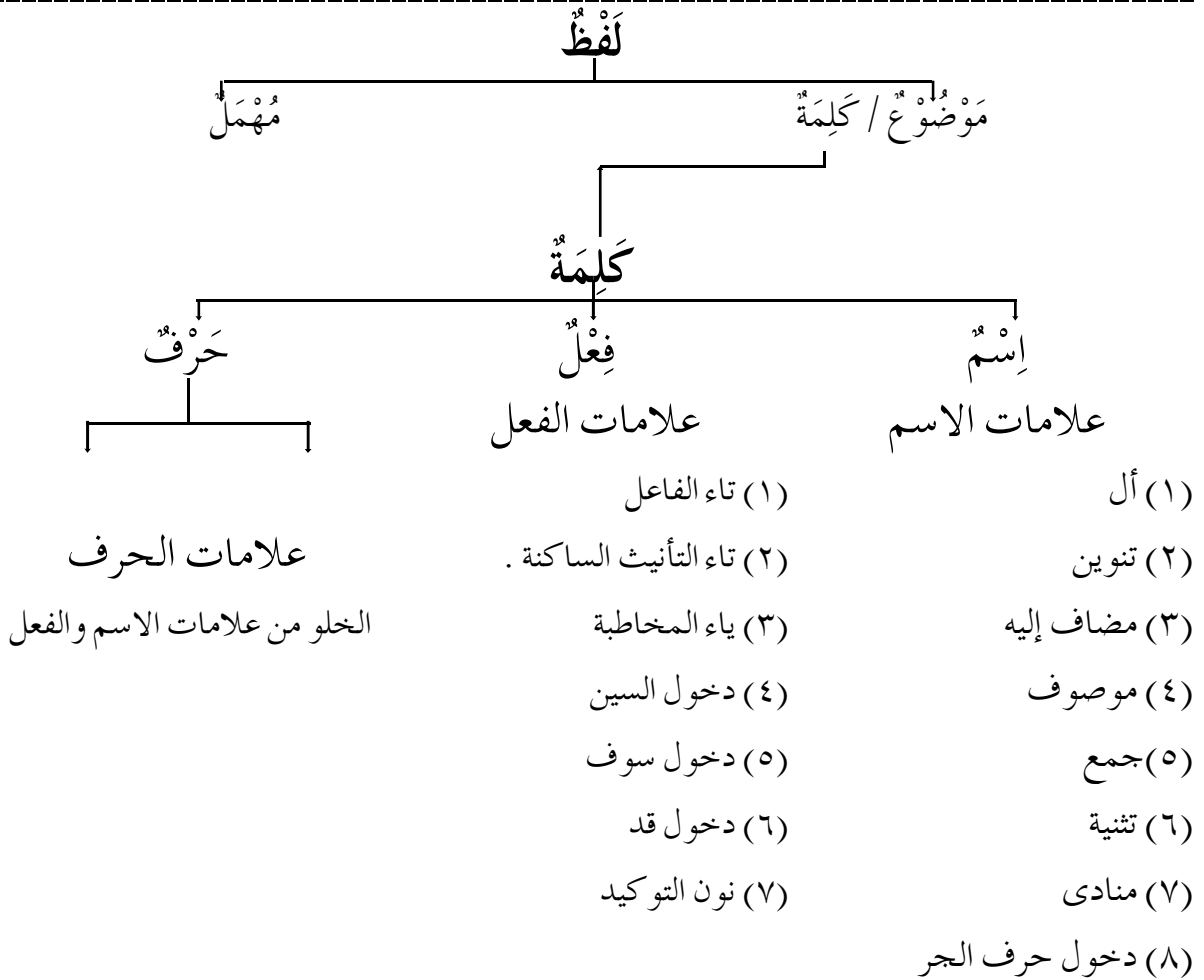 لَفْظٌ
مَوْضُوْعٌ / كَلِمَةٌ
مُهْمَلٌ
كَلِمَةٌ
اِسْمٌ
فِعْلٌ
حَرْفٌ
علامات الاسم
(١) أل
(٢) تنوين
(٣) مضاف إليه
(٤) موصوف
(٥)جمع
(٦) تثنية
(٧) منادى
(٨) دخول حرف الجر
علامات الفعل
(١) تاء الفاعل
(٢) تاء التأنيث الساكنة .
(٣) ياء المخاطبة
(٤) دخول السين
(٥) دخول سوف
(٦) دخول قد
(٧) نون التوكيد
علامات الحرف
الخلو من علامات الاسم والفعل